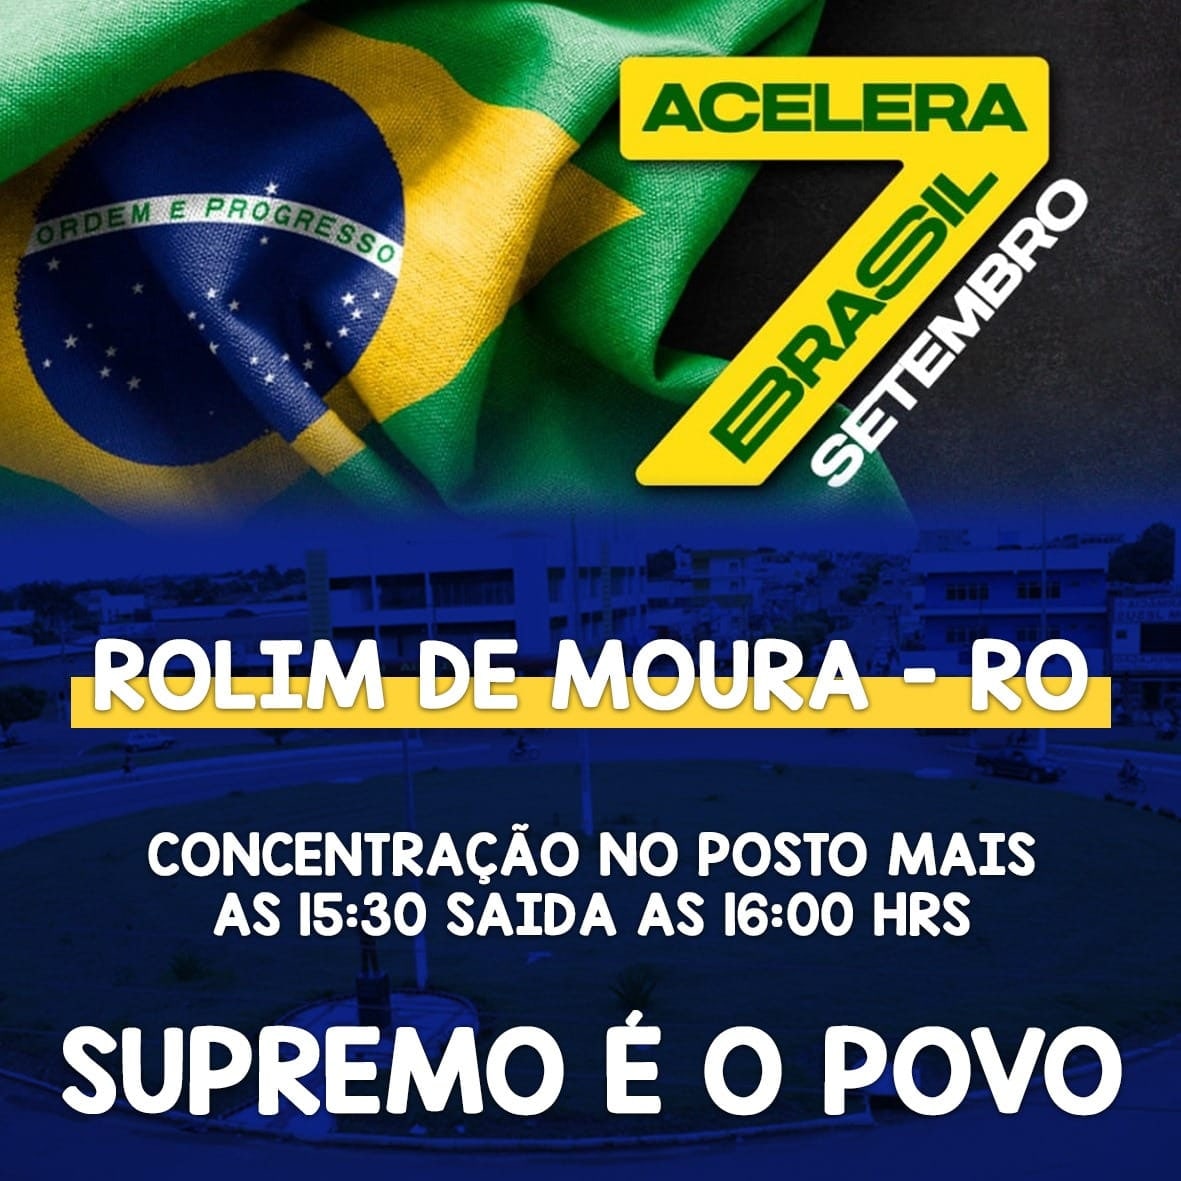 ORDEM E PROGRESSO
ACELERA
BRASIL
SETEMBRO
7
ROLIM DE MOURA - RO
CONCENTRAÇÃO NO POSTO MAIS
AS 15:30 SAIDA AS 16:00 HRS
SUPREMO É O POVO